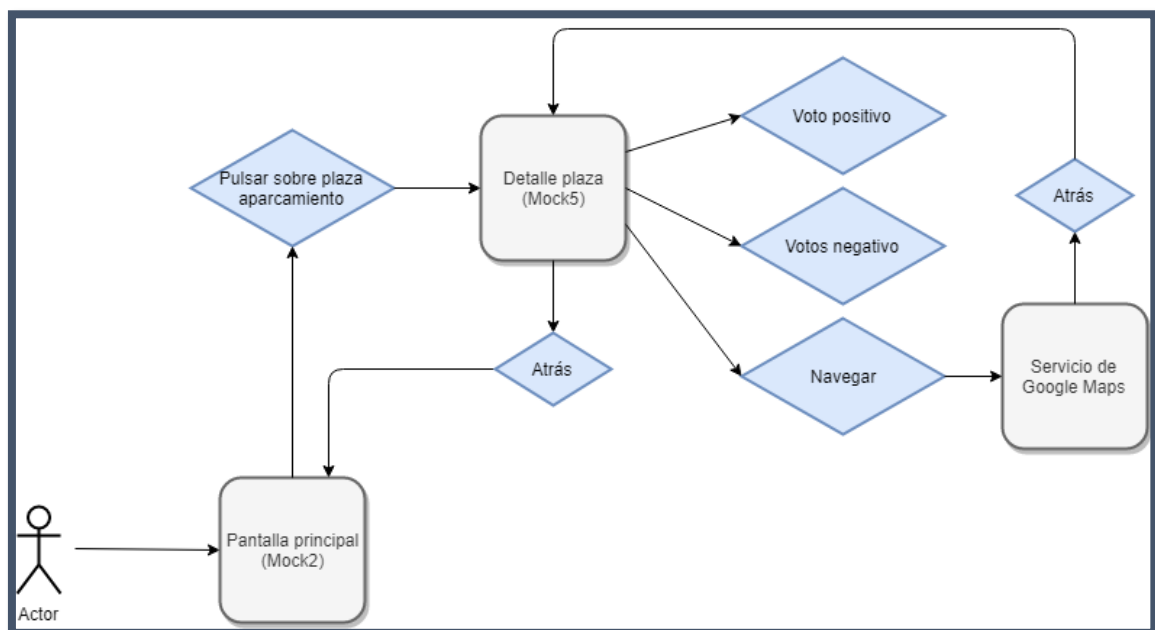 Voto positivo
Pulsar sobre plaza
aparcamiento
Detalle plaza
(Mock5)
Atrás
Votos negativo
Atrás
Navegar
Servicio de
Google Maps
Pantalla principal
(Mock2)
Actor